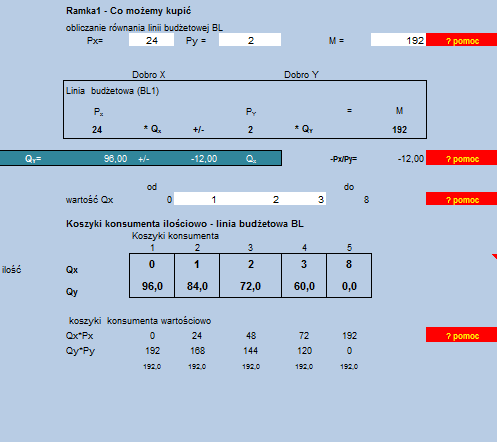 Ramka1 - Co możemy kupić
obliczanie równania linii budżetowej BL
Px= 24 Py = 2 M = 192 ? pomoc
Dobro X Dobro Y
Linia budżetowa (BL1)
Px PY = M
24 * Qx +/- 2 * QY 192
QY= 96,00 +/- -12,00 Qx -Px/Py= -12,00 ? pomoc
od do
wartość Qx 0 1 2 3 8 ? pomoc
Koszyki konsumenta ilościowo - linia budżetowa BL
Koszyki konsumenta
1 2 3 4 5
ilość Qx 0 1 2 3 8
Qy 96,0 84,0 72,0 60,0 0,0
koszyki konsumenta wartościowo
Qx*Px 0 24 48 72 192 ? pomoc
Qy*Py 192 168 144 120 0
192,0 192,0 192,0 192,0 192,0